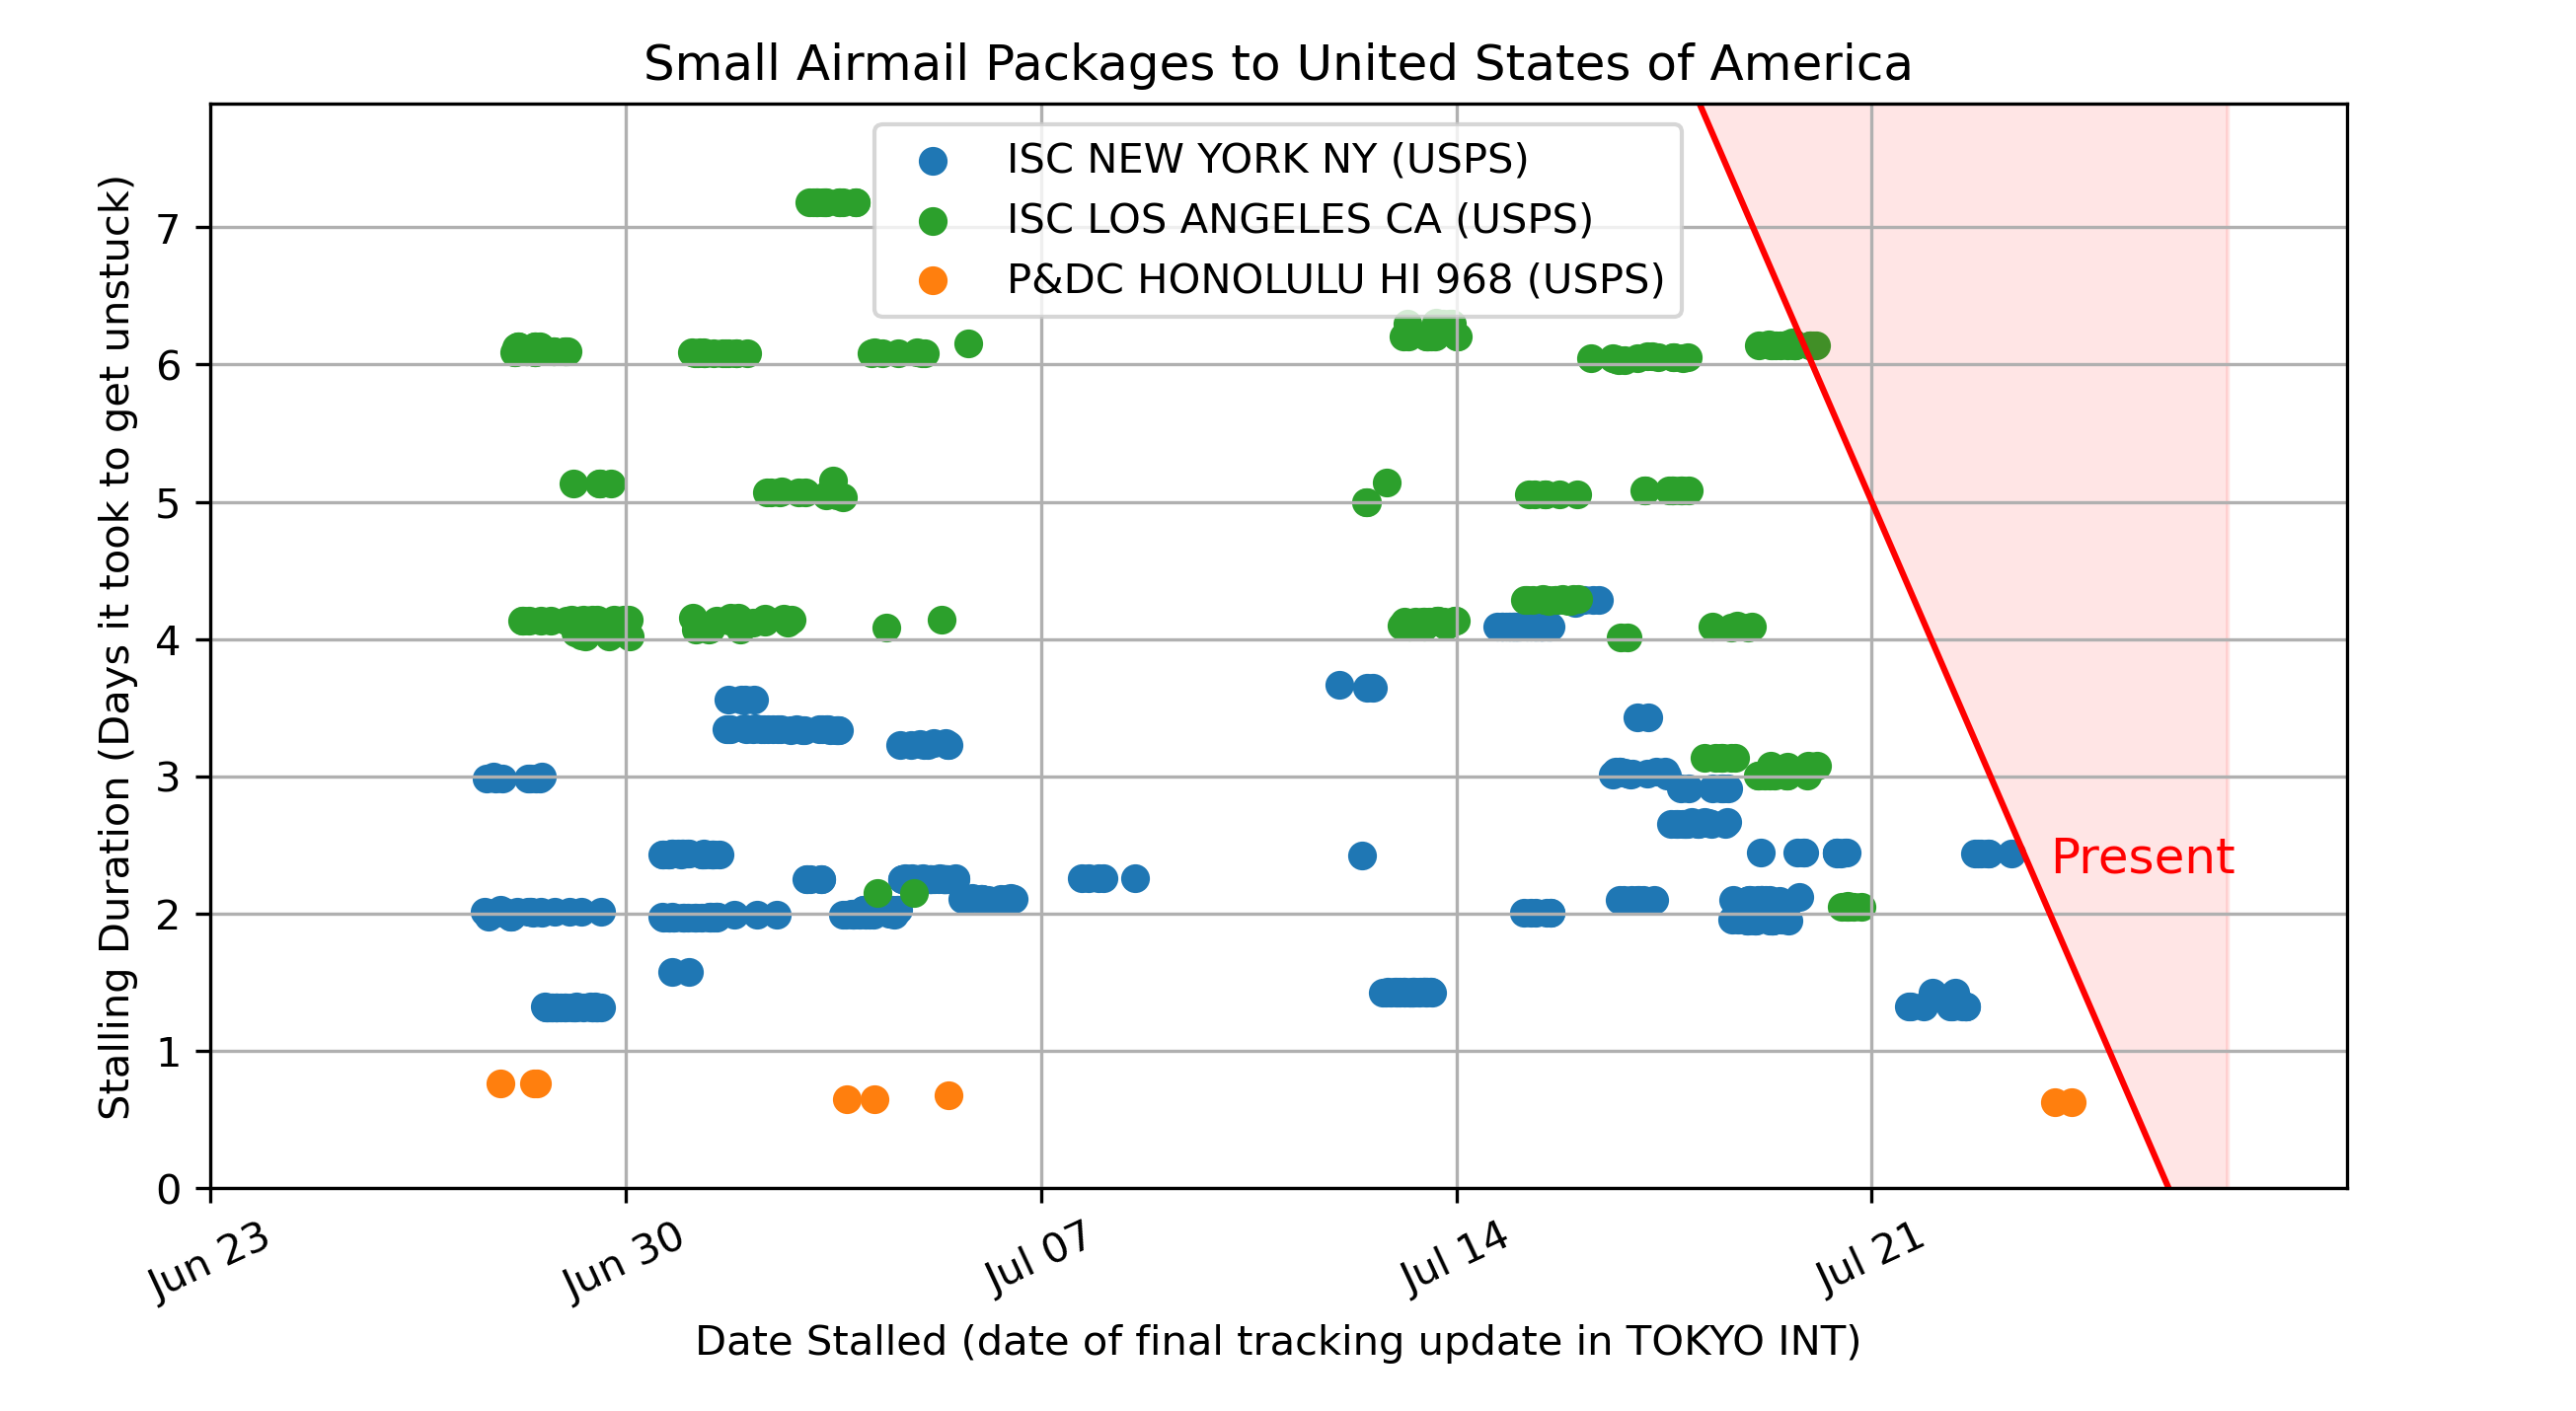 Small Airmail Packages to United States of America
ISC NEW YORK NY (USPS)
ISC LOS ANGELES CA (USPS)
P&DC HONOLULU HI 968 (USPS)
Stalling Duration (Days it took to get unstuck)
7
6
5
4
3
2
1
0
Present
Jun 23
Jun 30
Jul 07
Jul 14
Jul 21
Date Stalled (date of final tracking update in TOKYO INT)